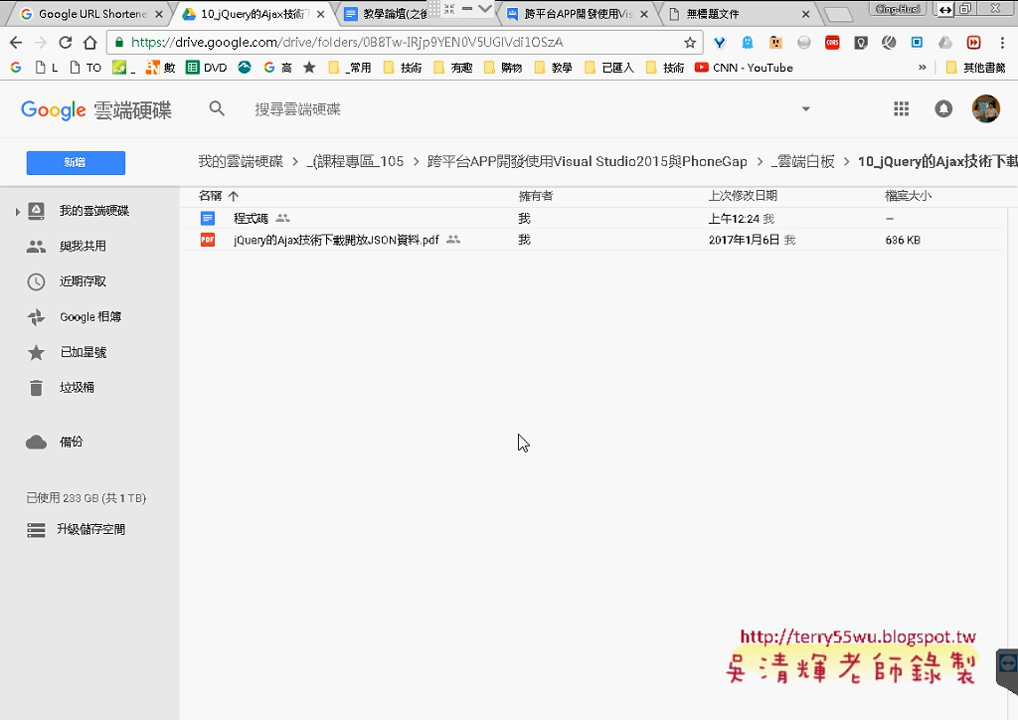 Google URL Shortene
10_jQuery的Ajax技術下
教學論壇(之後
跨平台APP開發使用Vis
無標題文件
Cing-Huei
https://drive.google.com/drive/folders/0B8Tw-IRjp9YEN0V5UGlVdi1OSzA
L
TO
數
DVD
高
_常用
技術
有趣
購物
教學
已匯入
技術
CNN - YouTube
»
其他書籤
Google 雲端硬碟
搜尋雲端硬碟
新增
我的雲端硬碟 > _(課程專區_105 > 跨平台APP開發使用Visual Studio2015與PhoneGap > _雲端白板 > 10_jQuery的Ajax技術下載
名稱 ↑ 擁有者 上次修改日期 檔案大小
程式碼 我 上午12:24 我 —
PDF jQuery的Ajax技術下載開放JSON資料.pdf 我 2017年1月6日 我 636 KB
我的雲端硬碟
與我共用
近期存取
Google 相簿
已加星號
垃圾桶
備份
已使用 233 GB (共 1 TB)
升級儲存空間
http://terry55wu.blogspot.tw
吳清輝老師錄製